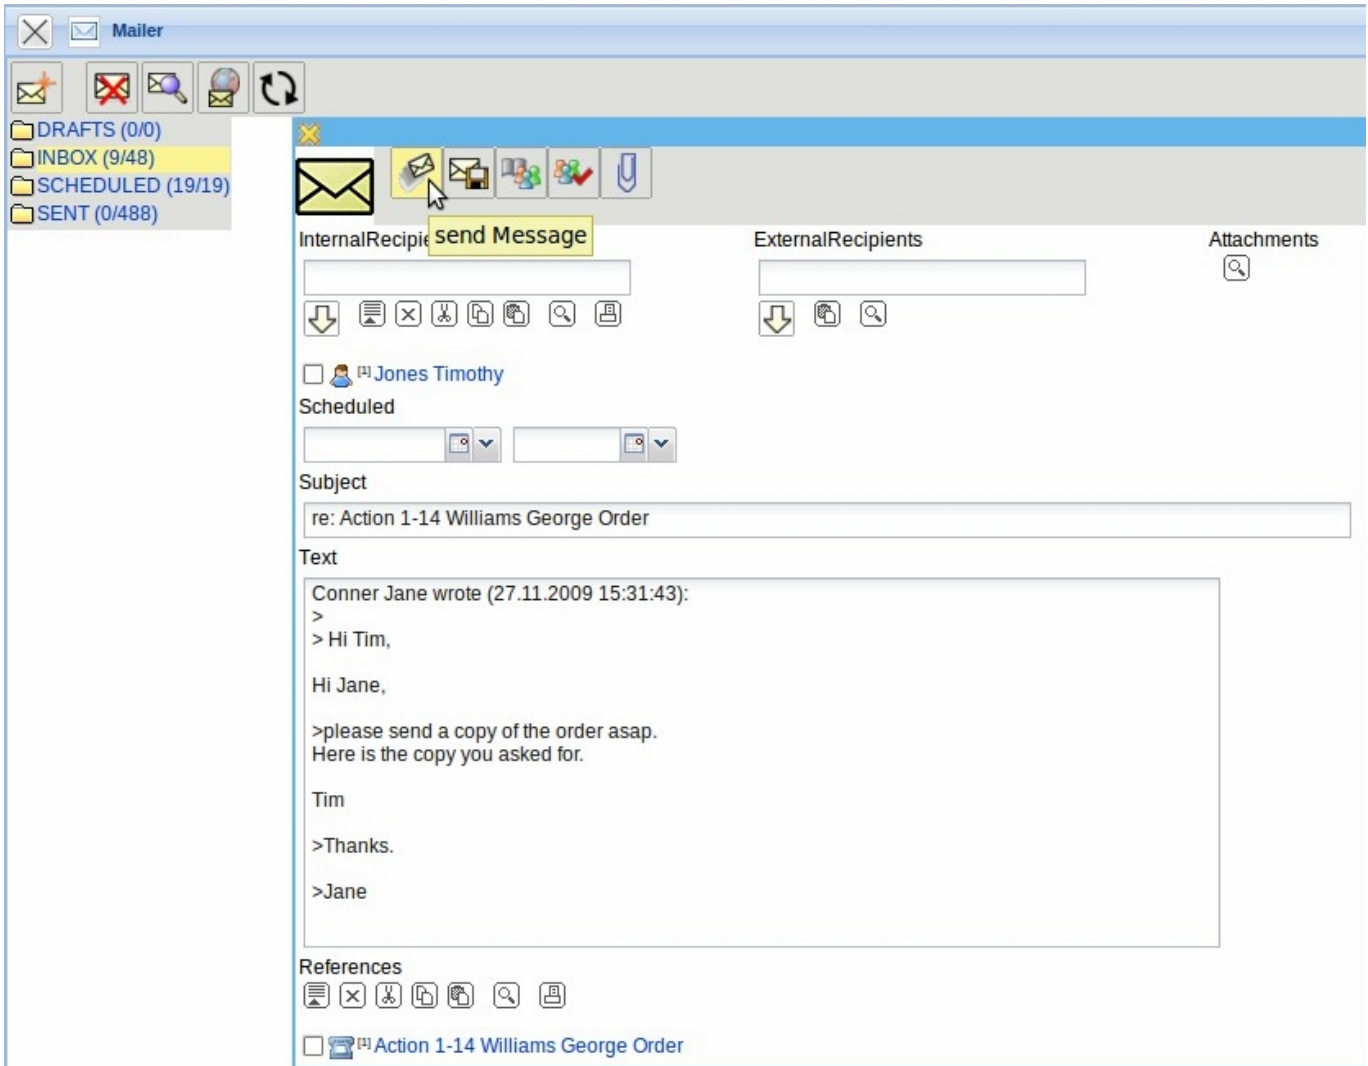 Mailer
DRAFTS (0/0)
INBOX (9/48)
SCHEDULED (19/19)
SENT (0/488)
send Message
InternalRecipie
ExternalRecipients
Attachments
[1] Jones Timothy
Scheduled
Subject
re: Action 1-14 Williams George Order
Text
Conner Jane wrote (27.11.2009 15:31:43):
>
> Hi Tim,
Hi Jane,
>please send a copy of the order asap.
Here is the copy you asked for.
Tim
>Thanks.
>Jane
References
[1] Action 1-14 Williams George Order